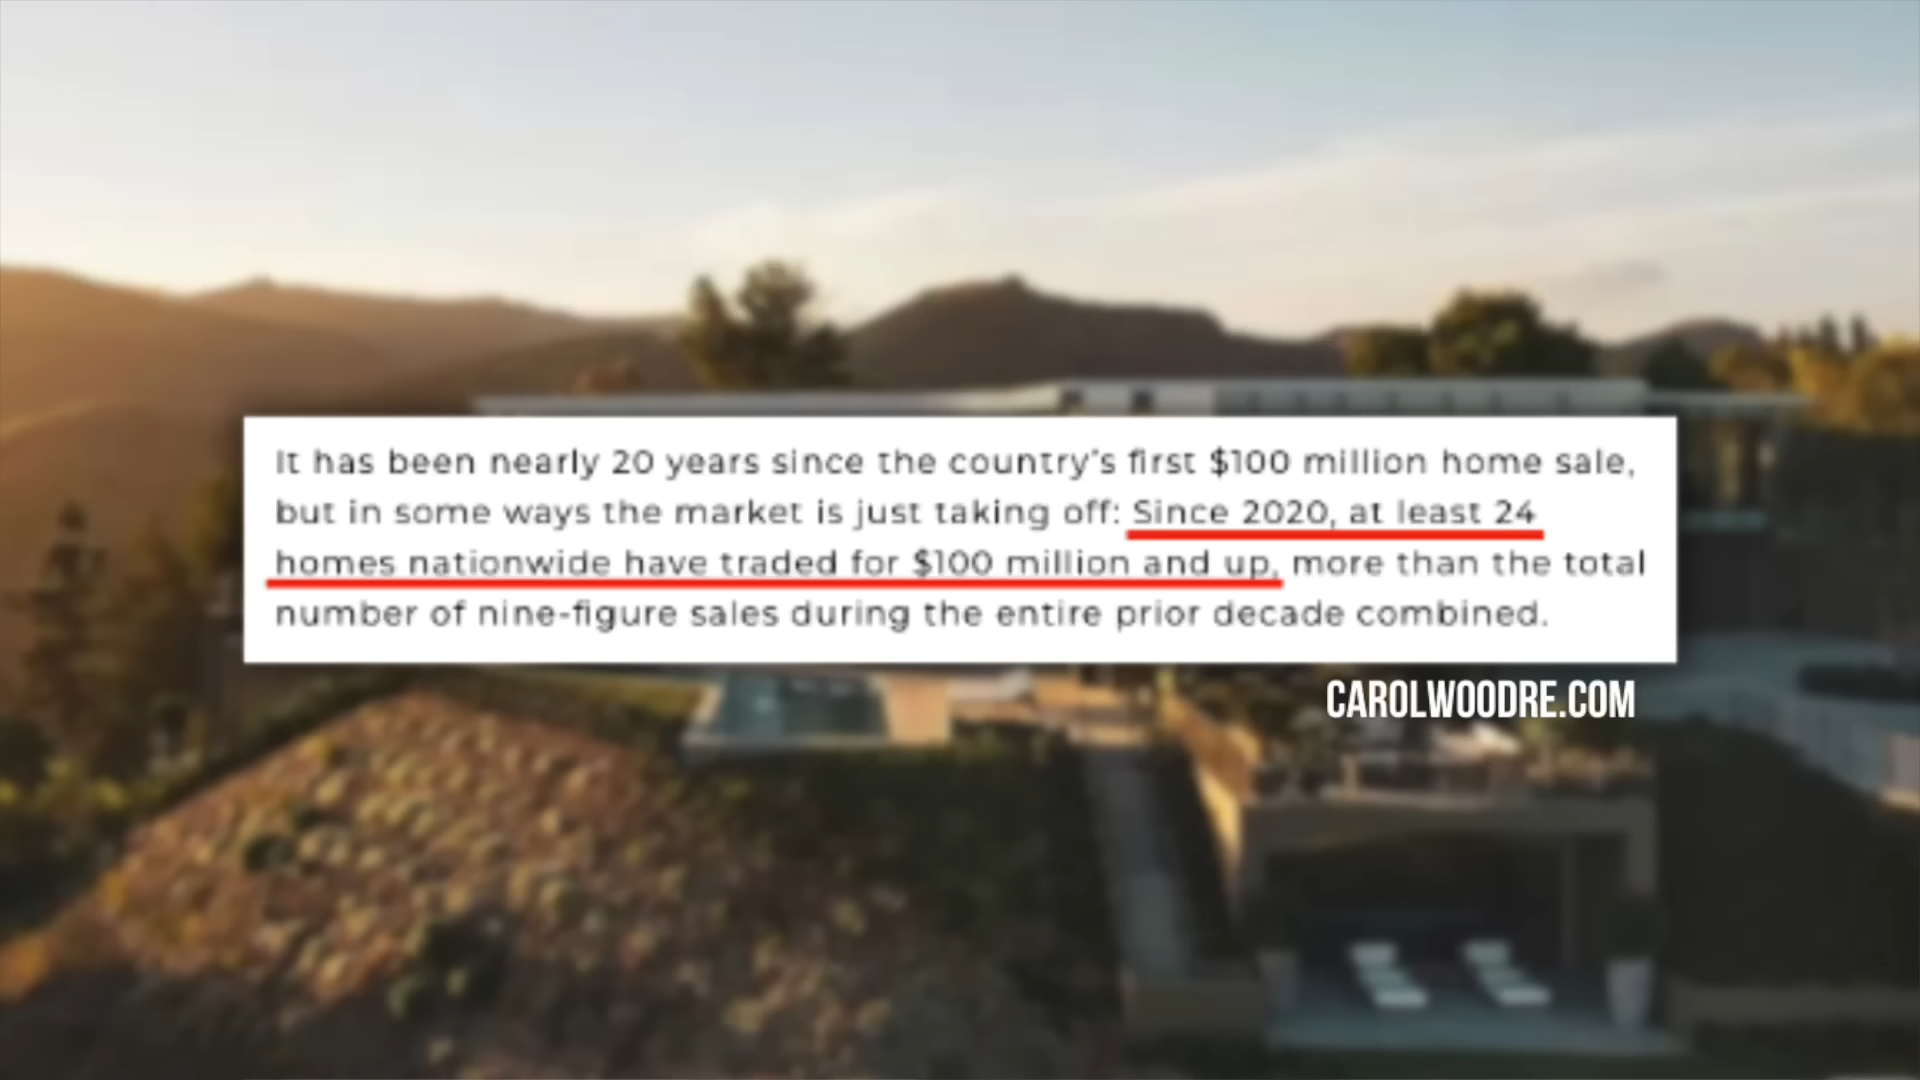 It has been nearly 20 years since the country's first $100 million home sale,
but in some ways the market is just taking off: Since 2020, at least 24
homes nationwide have traded for $100 million and up, more than the total
number of nine-figure sales during the entire prior decade combined.
CAROLWOODRE.COM